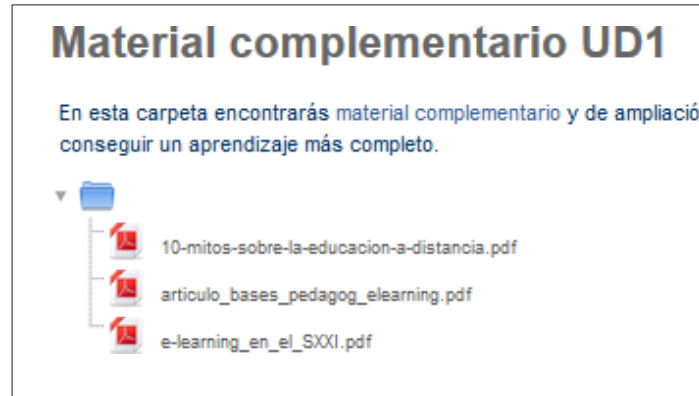 Material complementario UD1
En esta carpeta encontrarás material complementario y de ampliació
conseguir un aprendizaje más completo.
10-mitos-sobre-la-educacion-a-distancia.pdf
articulo_bases_pedagog_elearning.pdf
e-learning_en_el_SXXI.pdf